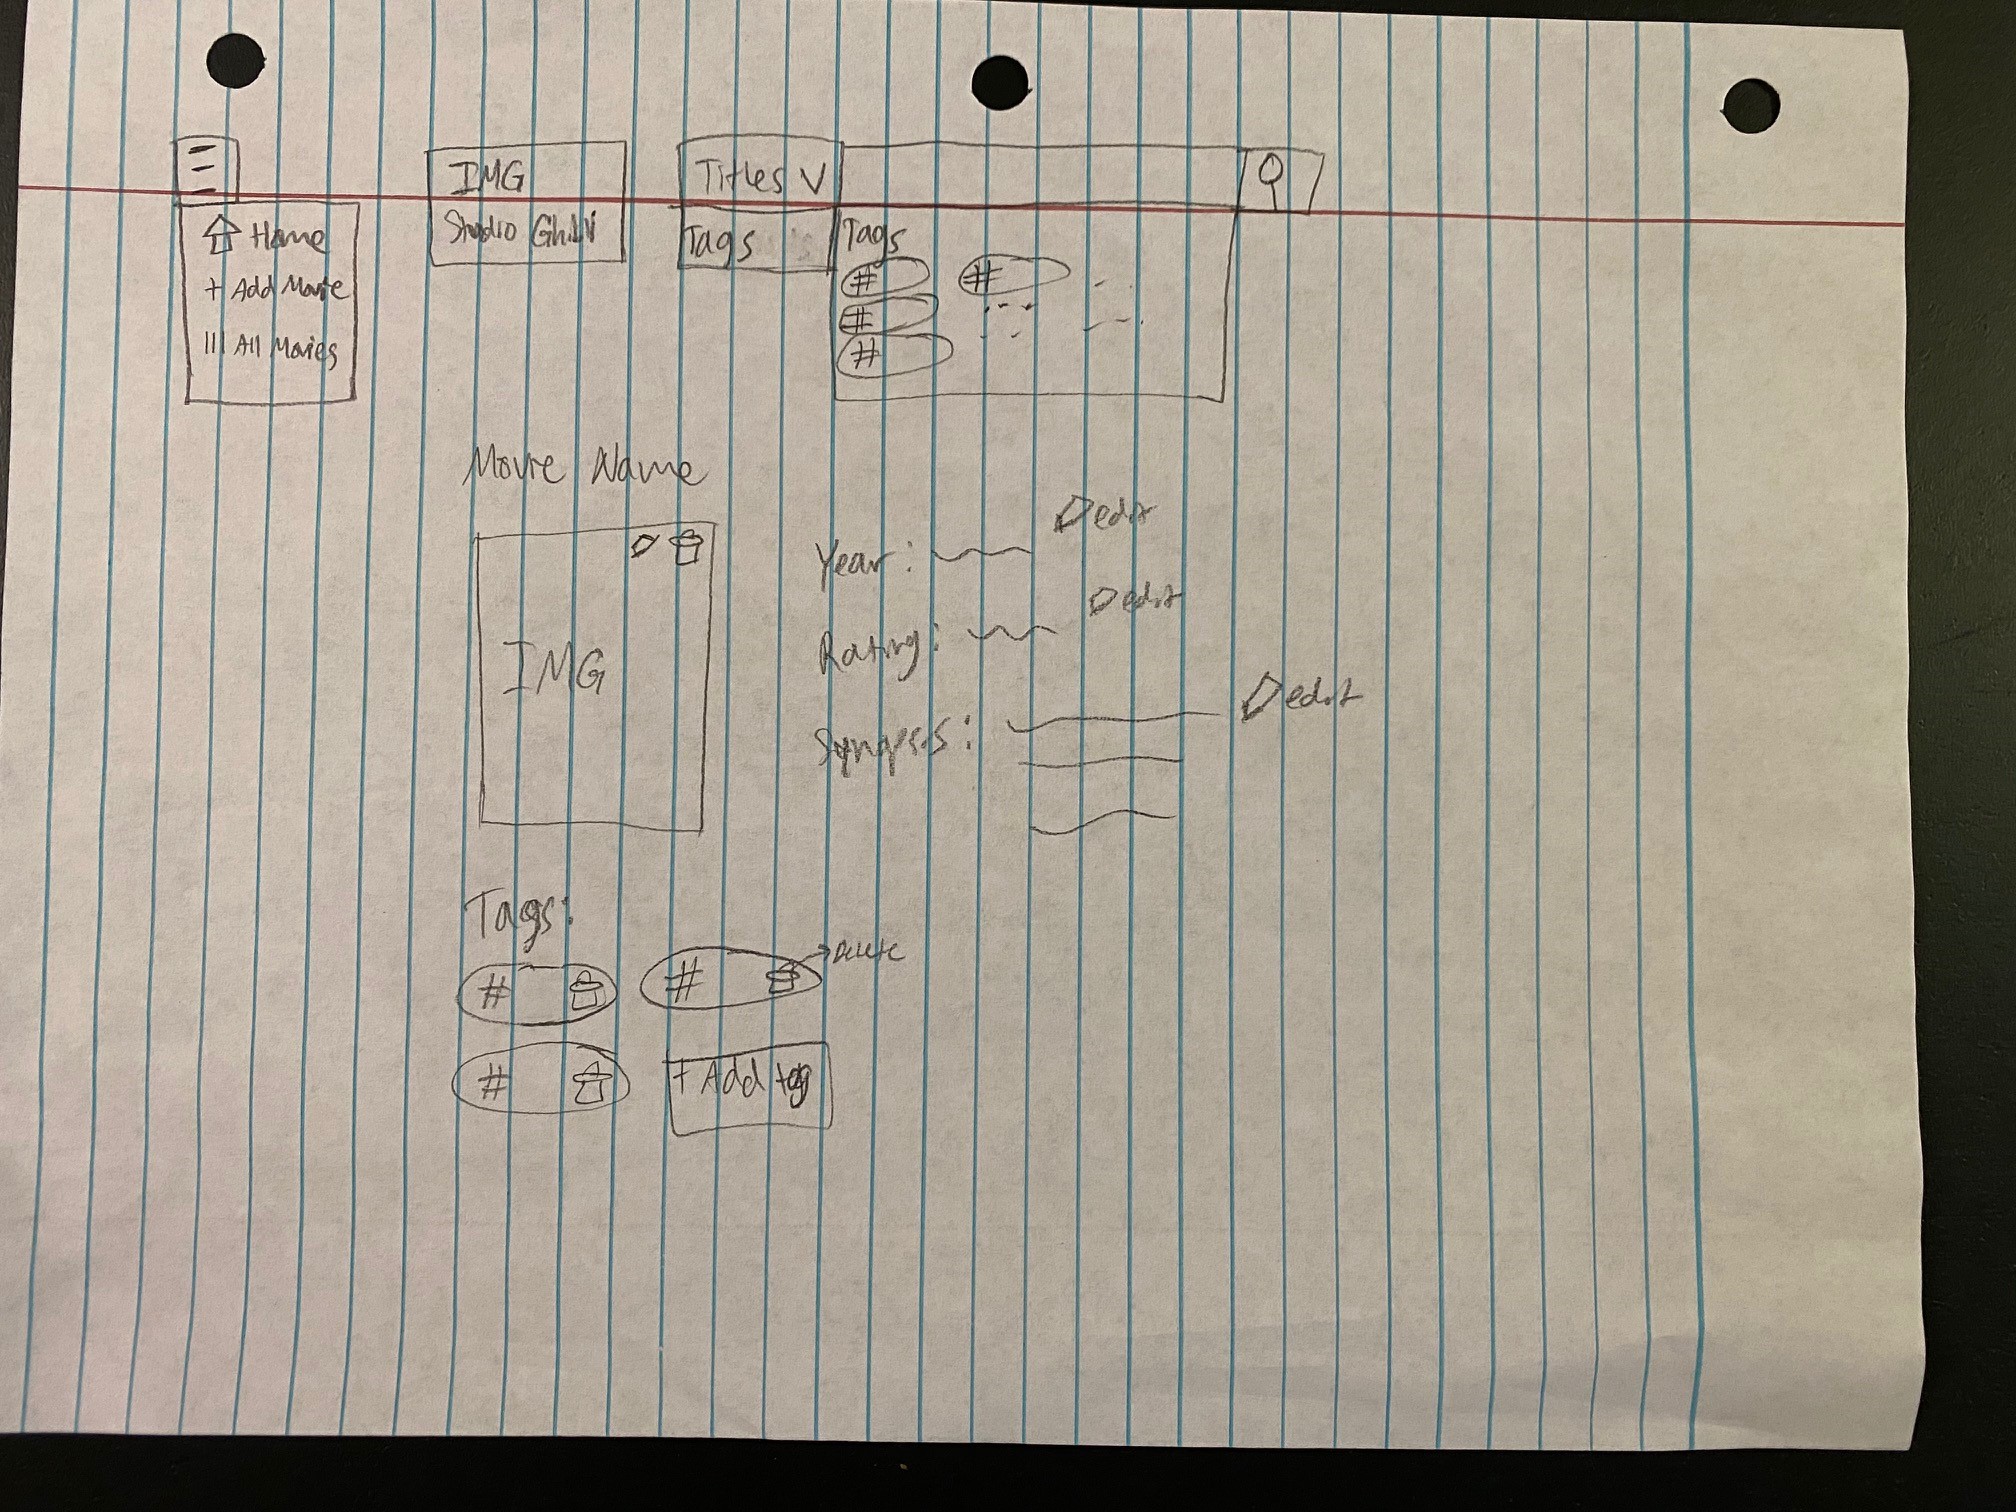 IMG
Titles V
Studio Ghibli
Tags
Tags
Home
+ Add Movie
||| All Movies
#
#
#
#
Movie Name
edit
Year:
edit
Rating:
IMG
edit
Synopsis:
Tags:
#
#
Delete
#
+ Add tag